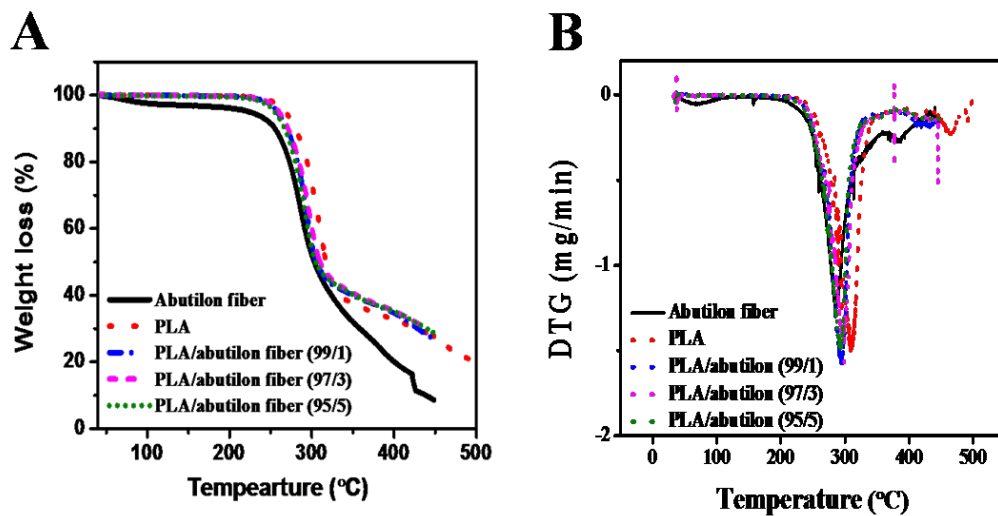 A
Weight loss (%)
100
80
60
40
20
0
Abutilon fiber
PLA
PLA/abutilon fiber (99/1)
PLA/abutilon fiber (97/3)
PLA/abutilon fiber (95/5)
100
200
300
400
500
Tempearture (°C)
B
DTG (mg/min)
0
-1
-2
Abutilon fiber
PLA
PLA/abutilon (99/1)
PLA/abutilon (97/3)
PLA/abutilon (95/5)
0
100
200
300
400
500
Temperature (°C)